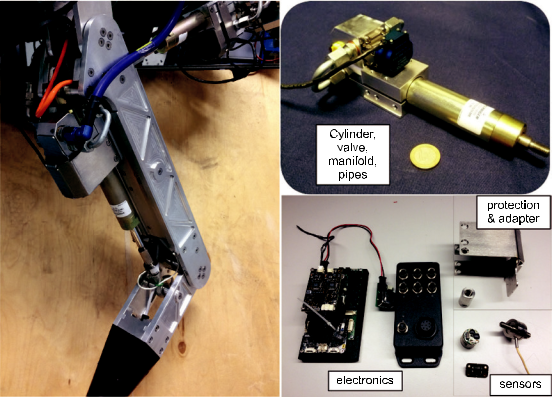 Cylinder,
valve,
manifold,
pipes
protection
& adapter
electronics
sensors